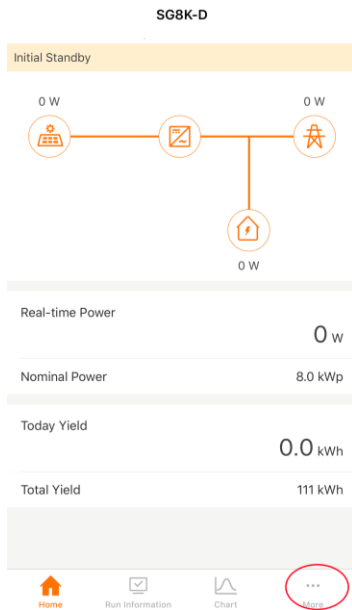 SG8K-D
Initial Standby
0 W
0 W
0 W
Real-time Power
0 W
Nominal Power 8.0 kWp
Today Yield
0.0 kWh
Total Yield 111 kWh
Home Run Information Chart More